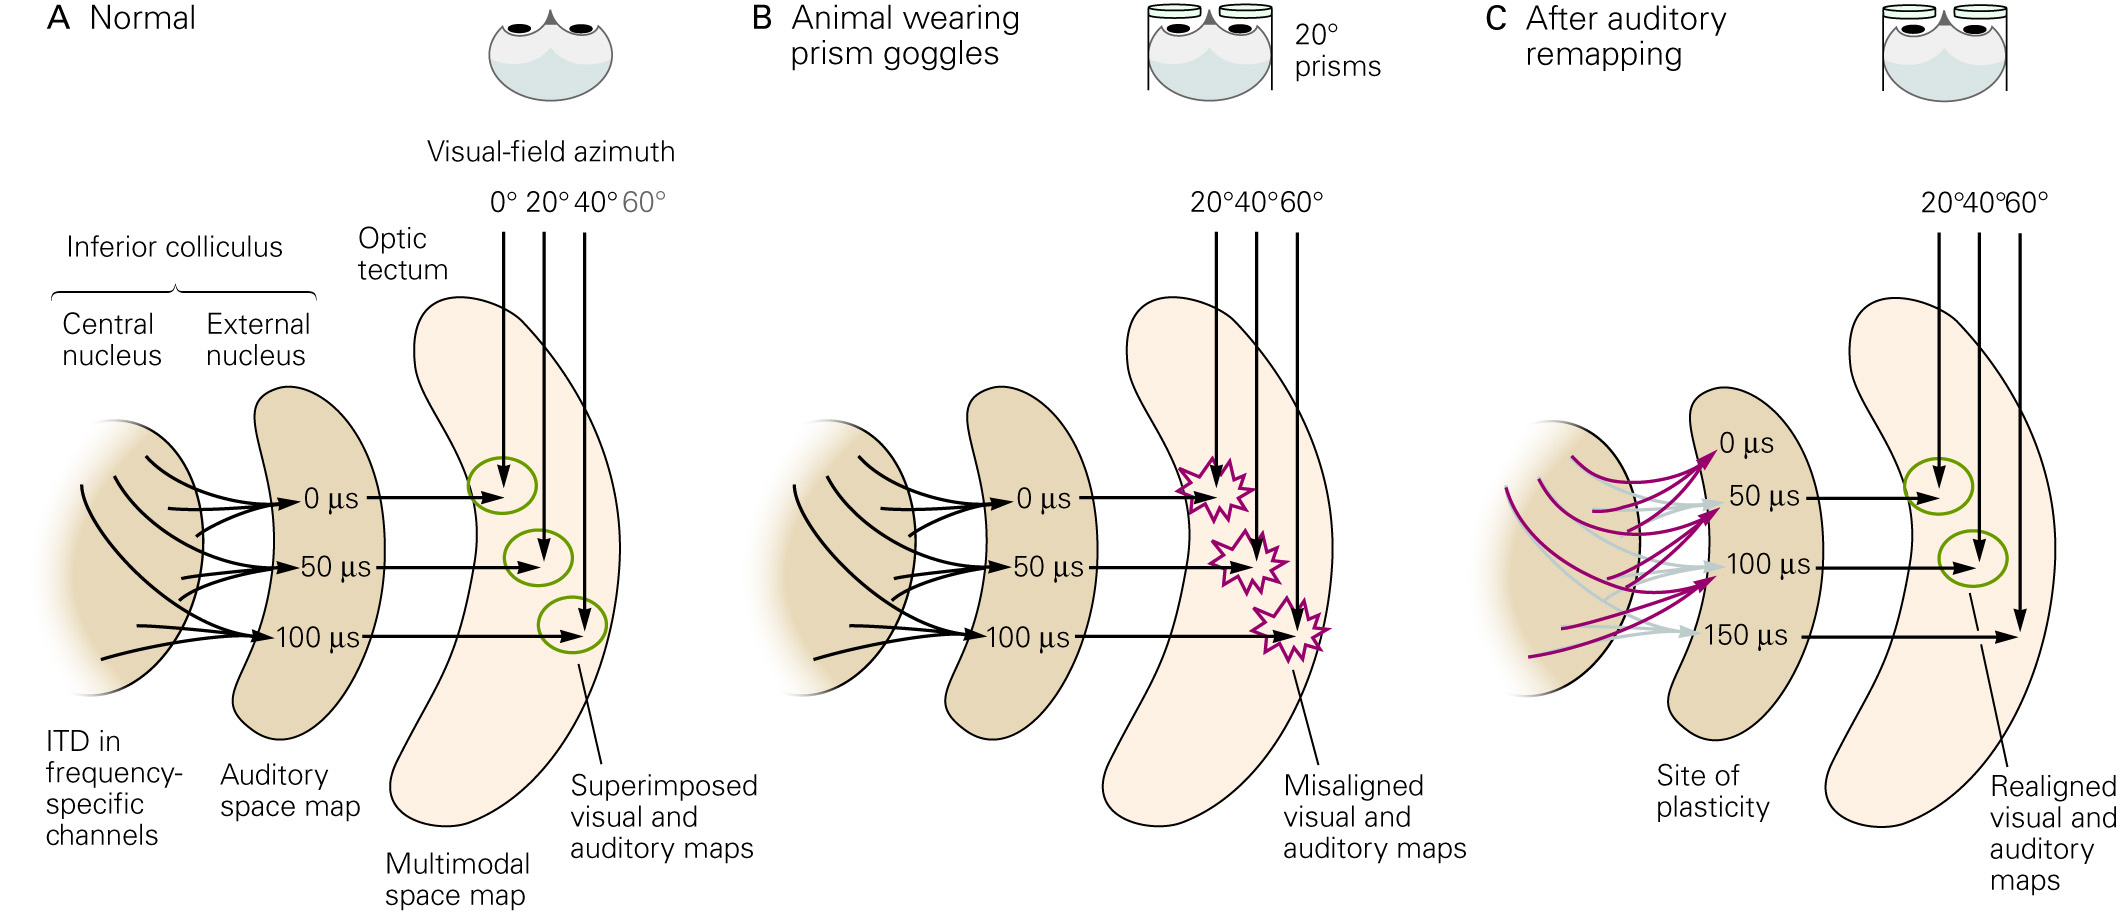 A Normal
Visual-field azimuth
0° 20° 40° 60°
Inferior colliculus
Optic
tectum
Central
nucleus
External
nucleus
0 µs
50 µs
100 µs
ITD in
frequency-
specific
channels
Auditory
space map
Multimodal
space map
Superimposed
visual and
auditory maps
B Animal wearing
prism goggles
20°
prisms
20° 40° 60°
0 µs
50 µs
100 µs
Misaligned
visual and
auditory maps
C After auditory
remapping
20° 40° 60°
0 µs
50 µs
100 µs
150 µs
Site of
plasticity
Realigned
visual and
auditory
maps